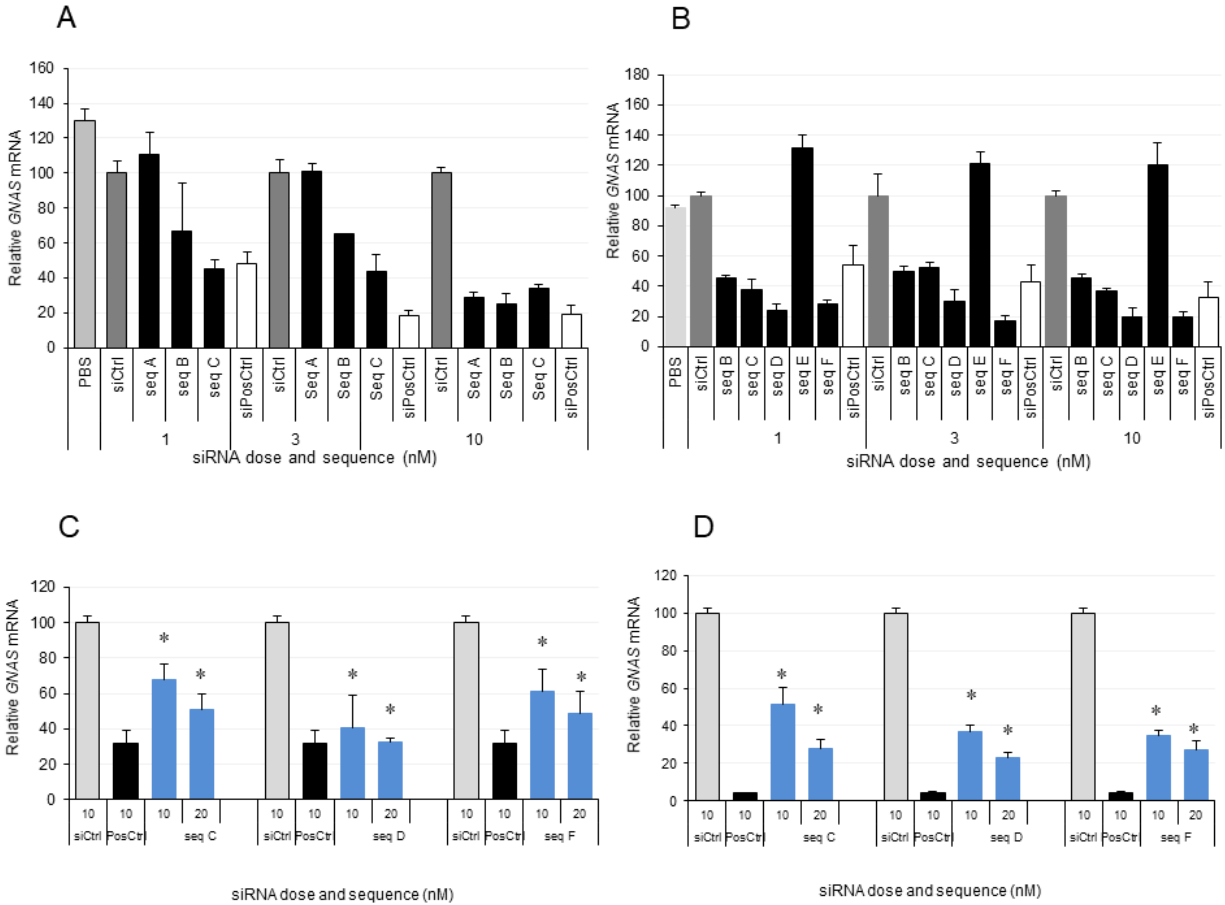 A
Relative GNAS mRNA
160
140
120
100
80
60
40
20
0
PBS
siCtrl
seq A
seq B
seq C
siPosCtrl
siCtrl
Seq A
Seq B
Seq C
siPosCtrl
siCtrl
Seq A
Seq B
Seq C
siPosCtrl
1 3 10
siRNA dose and sequence (nM)
B
Relative GNAS mRNA
180
160
140
120
100
80
60
40
20
0
PBS
siCtrl
seq B
seq C
seq D
seq E
seq F
siPosCtrl
siCtrl
seq B
seq C
seq D
seq E
seq F
siPosCtrl
siCtrl
seq B
seq C
seq D
seq E
seq F
siPosCtrl
1 3 10
siRNA dose and sequence (nM)
C
Relative GNAS mRNA
120
100
80
60
40
20
0
* * * * * *
10 10 10 20 10 10 10 20 10 10 10 20
siCtrl PosCtrl seq C siCtrl PosCtrl seq D siCtrl PosCtrl seq F
siRNA dose and sequence (nM)
D
Relative GNAS mRNA
120
100
80
60
40
20
0
* * * * * *
10 10 10 20 10 10 10 20 10 10 10 20
siCtrl PosCtrl seq C siCtrl PosCtrl seq D siCtrl PosCtrl seq F
siRNA dose and sequence (nM)